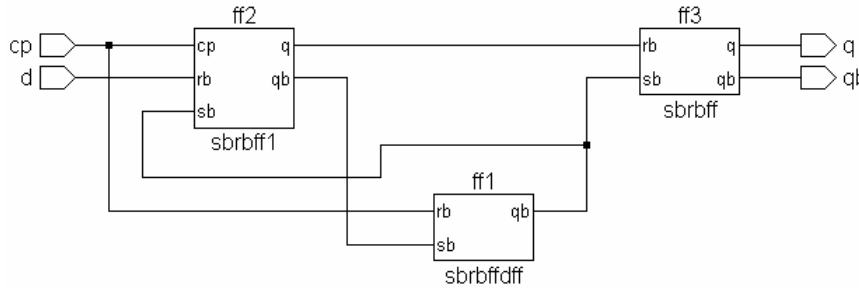 ff2
ff3
cp
cp
q
rb
q
q
d
rb
qb
sb
qb
qb
sb
sbrbff1
sbrbff
ff1
rb
qb
sb
sbrbffdff